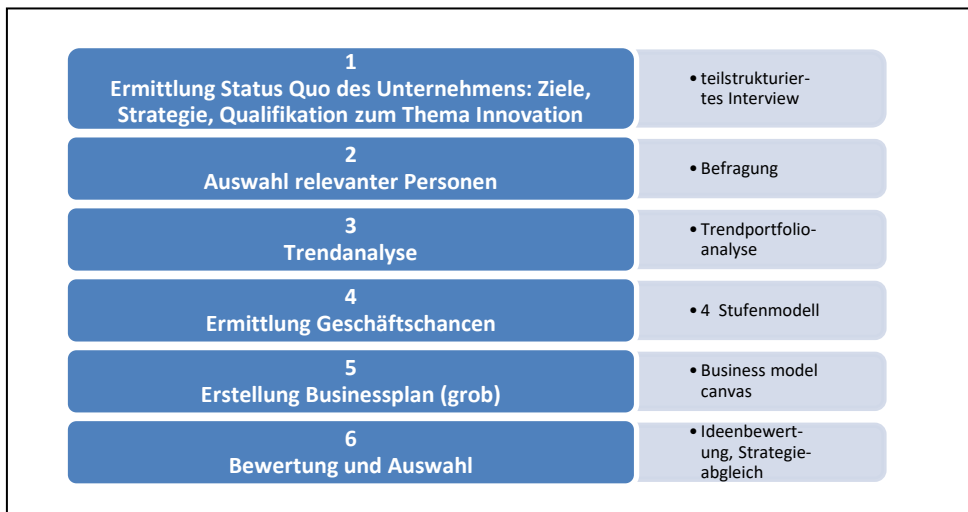 1
Ermittlung Status Quo des Unternehmens: Ziele,
Strategie, Qualifikation zum Thema Innovation
• teilstrukturier-
tes Interview
2
Auswahl relevanter Personen
• Befragung
3
Trendanalyse
• Trendportfolio-
analyse
4
Ermittlung Geschäftschancen
• 4 Stufenmodell
5
Erstellung Businessplan (grob)
• Business model
canvas
6
Bewertung und Auswahl
• Ideenbewert-
ung, Strategie-
abgleich